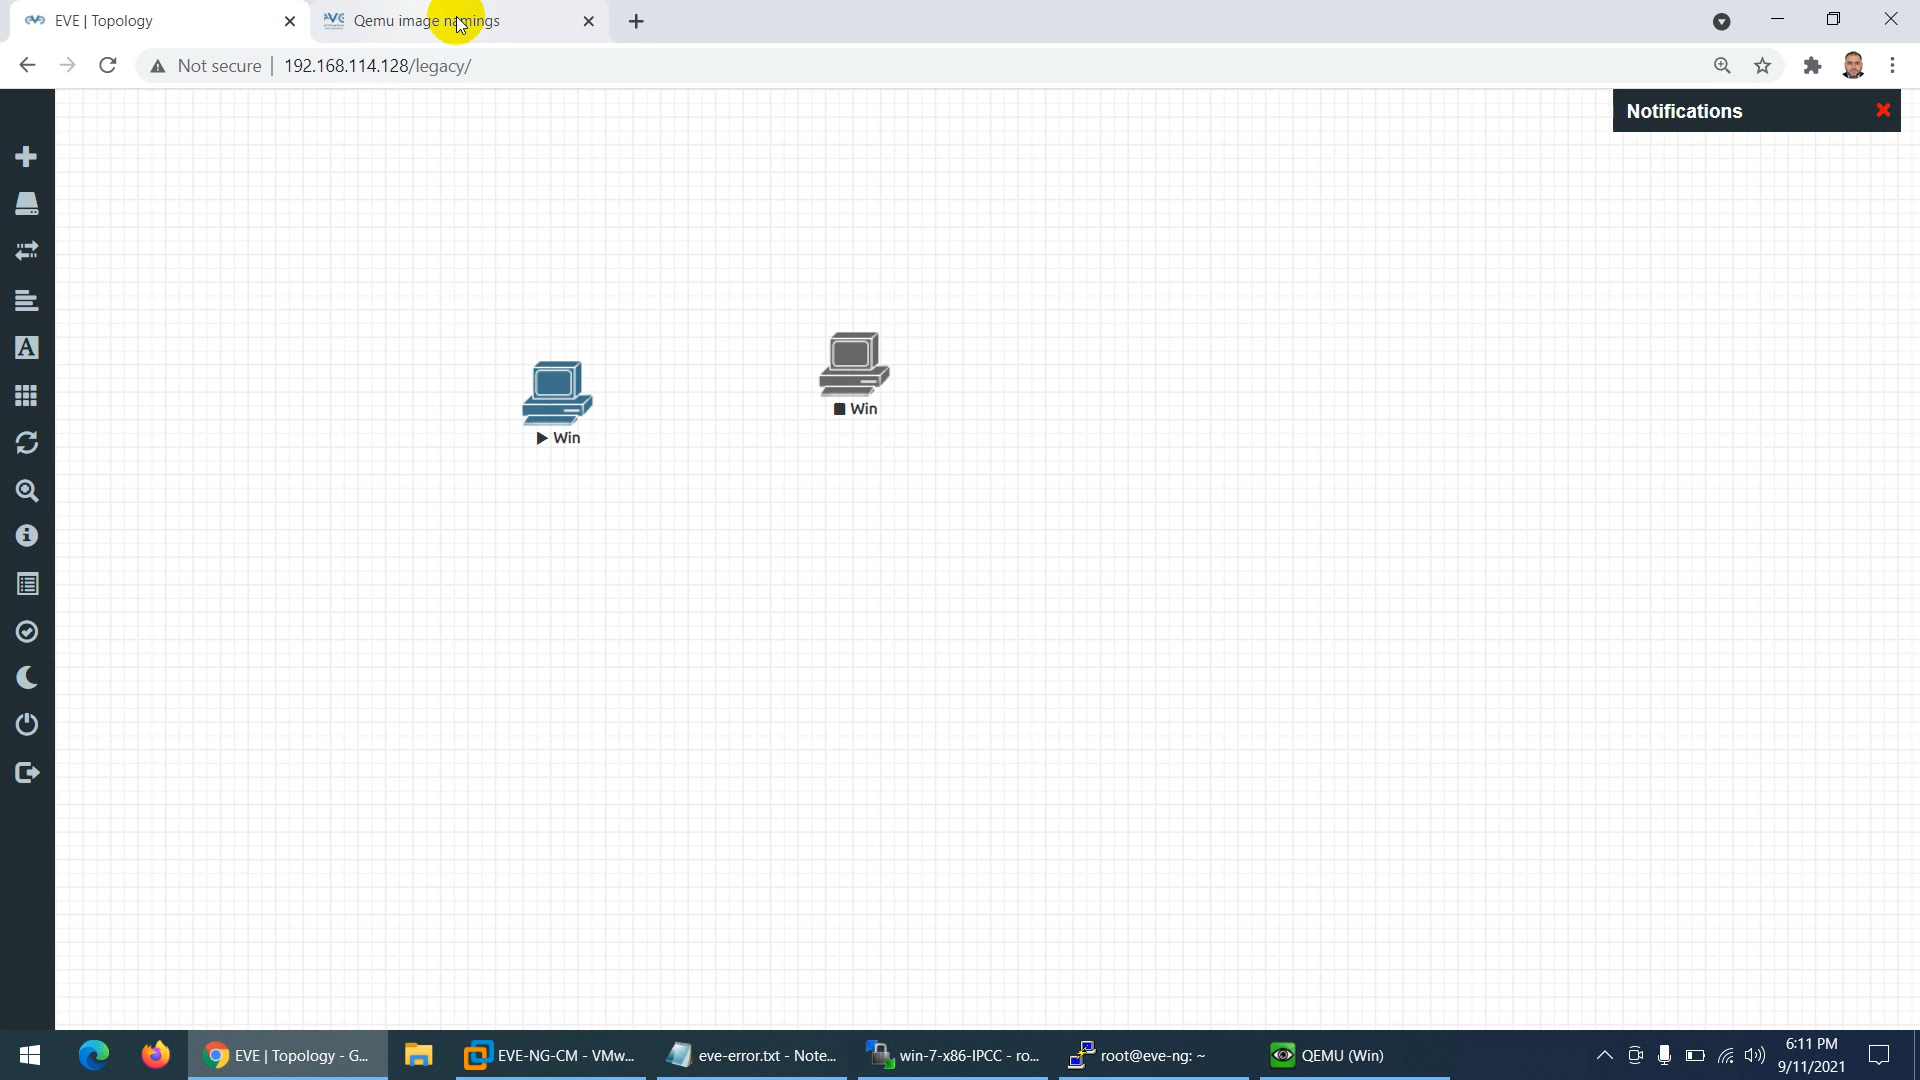 EVE | Topology
Qemu image namings
Not secure
192.168.114.128/legacy/
Notifications
Win
Win
EVE | Topology - G...
EVE-NG-CM - VMw...
eve-error.txt - Note...
win-7-x86-IPCC - ro...
root@eve-ng: ~
QEMU (Win)
6:11 PM
9/11/2021